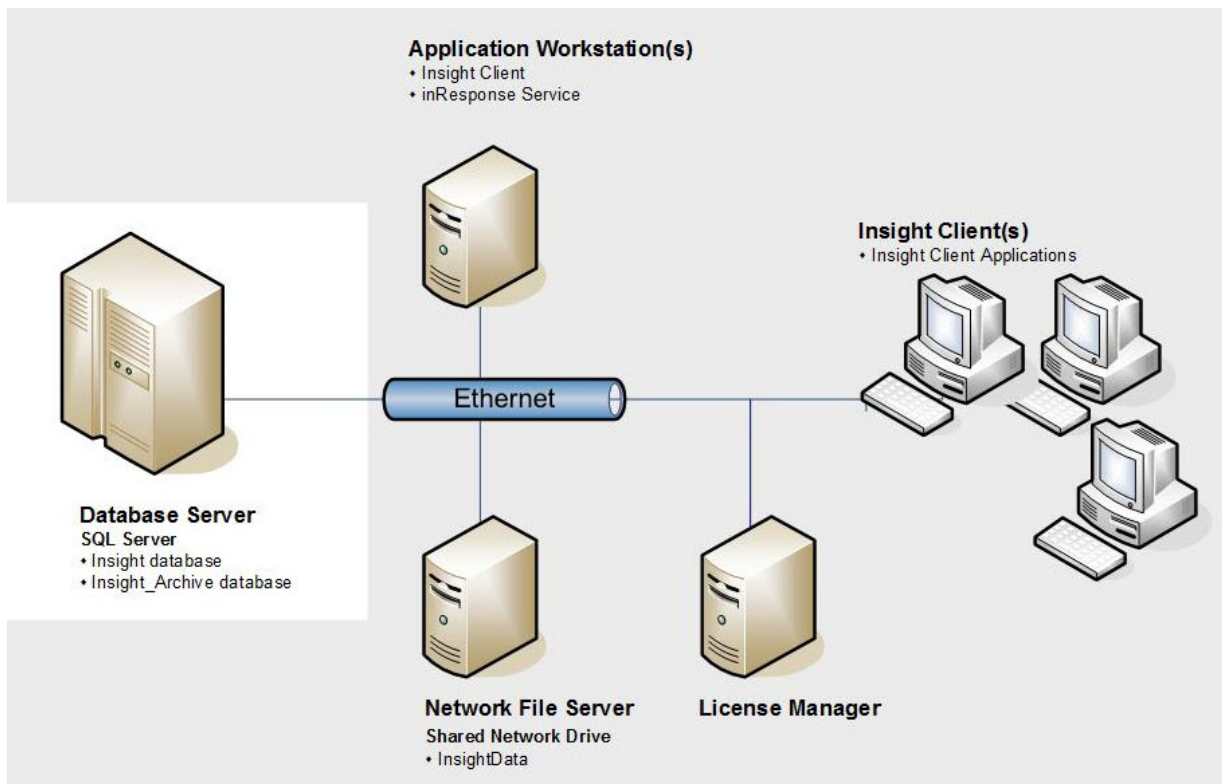 Application Workstation(s)
• Insight Client
• inResponse Service
Insight Client(s)
• Insight Client Applications
Ethernet
Database Server
SQL Server
• Insight database
• Insight_Archive database
Network File Server
Shared Network Drive
• InsightData
License Manager